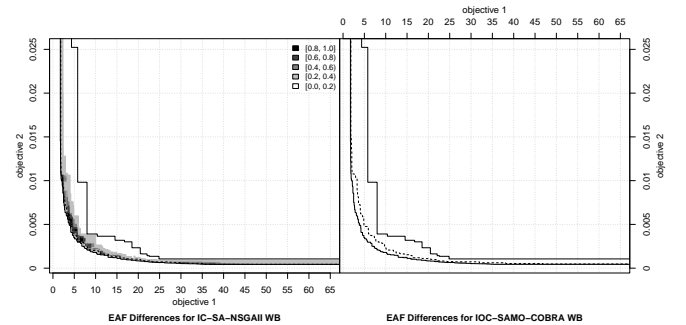 objective 1
0 5 10 15 20 25 30 35 40 45 50 55 60 65
[0.8, 1.0]
[0.6, 0.8)
[0.4, 0.6)
[0.2, 0.4)
[0.0, 0.2)
objective 2
0.025
0.02
0.015
0.01
0.005
0
0 5 10 15 20 25 30 35 40 45 50 55 60 65
objective 1
EAF Differences for IC−SA−NSGAII WB
0.025
0.02
0.015
0.01
0.005
0
objective 2
EAF Differences for IOC−SAMO−COBRA WB